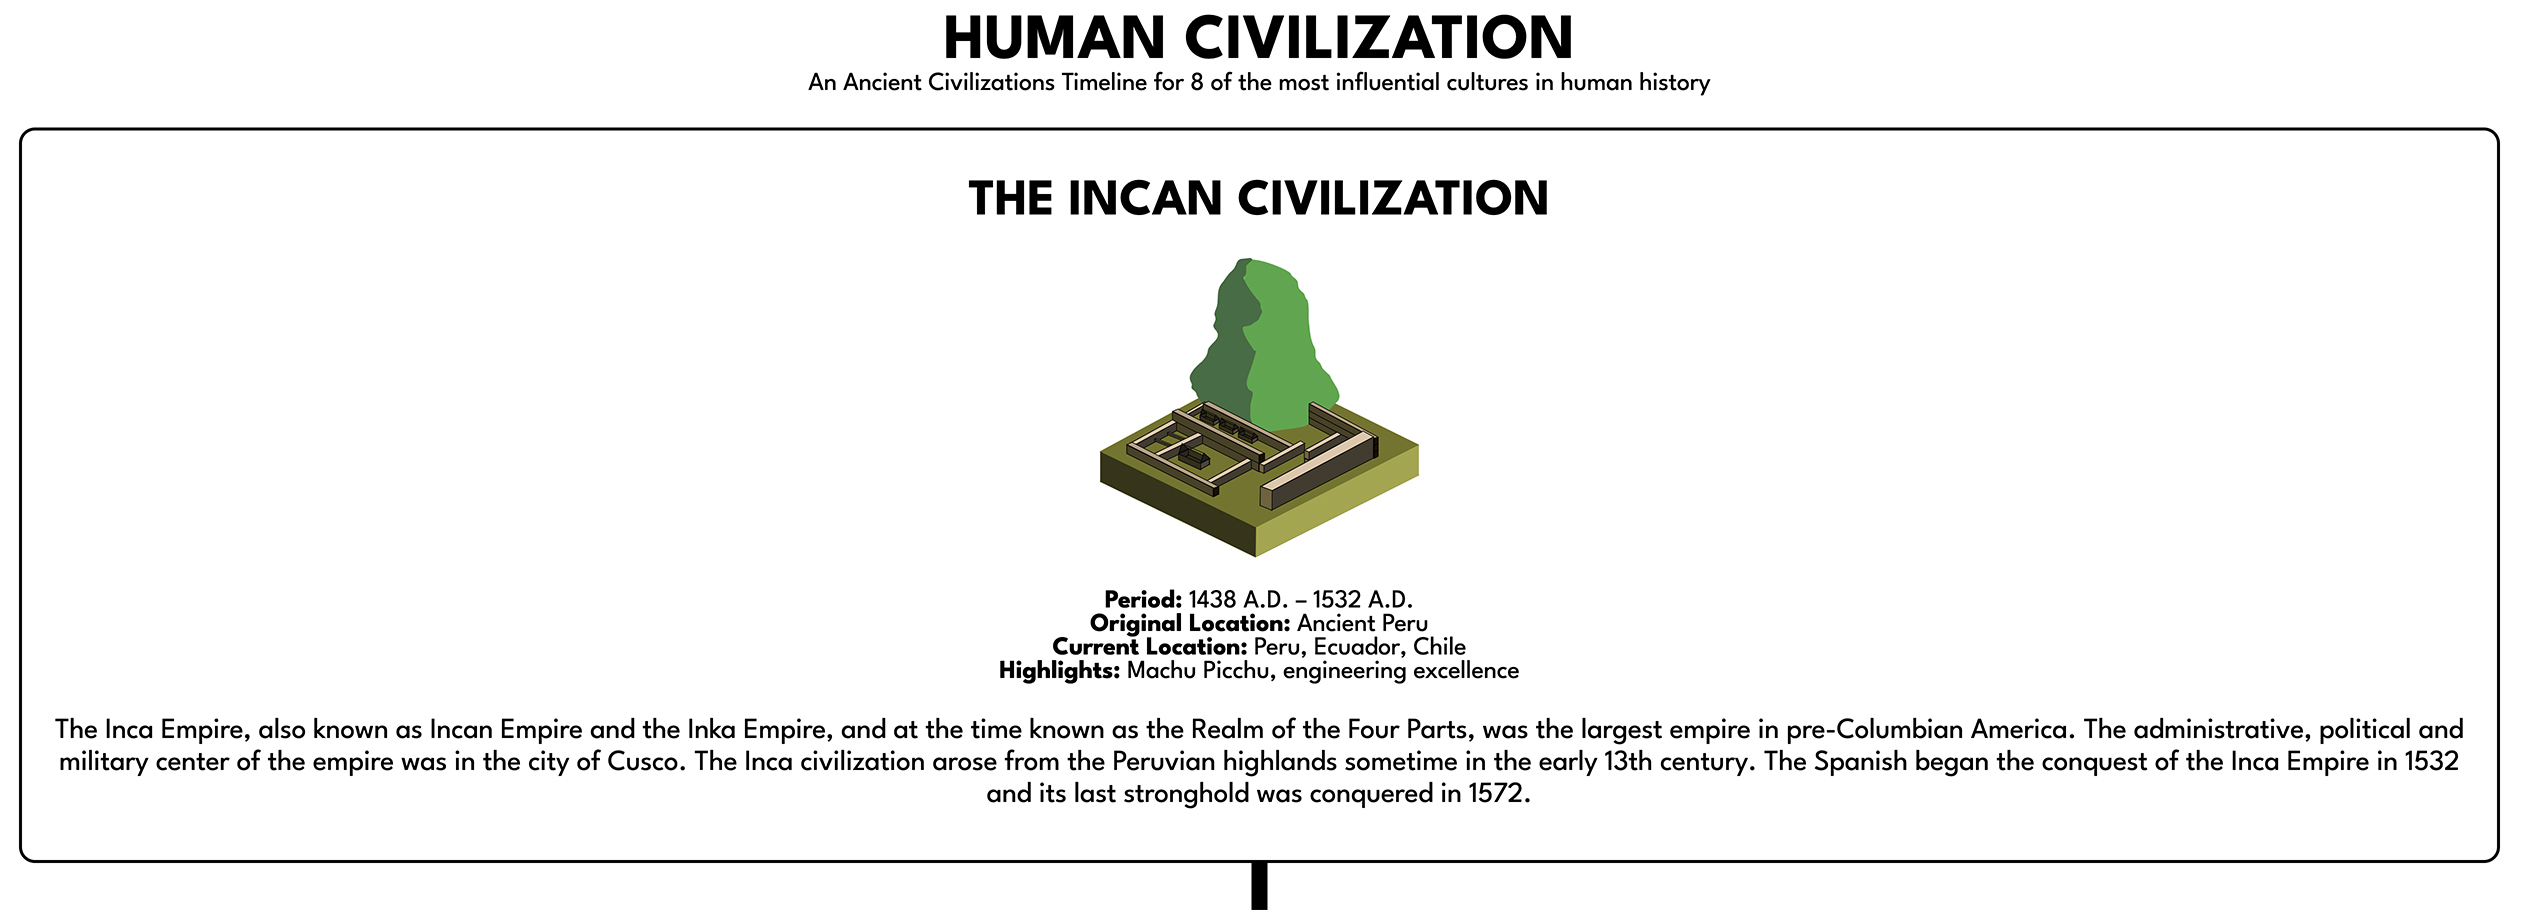 HUMAN CIVILIZATION
An Ancient Civilizations Timeline for 8 of the most influential cultures in human history
THE INCAN CIVILIZATION
Period: 1438 A.D. – 1532 A.D.
Original Location: Ancient Peru
Current Location: Peru, Ecuador, Chile
Highlights: Machu Picchu, engineering excellence
The Inca Empire, also known as Incan Empire and the Inka Empire, and at the time known as the Realm of the Four Parts, was the largest empire in pre-Columbian America. The administrative, political and
military center of the empire was in the city of Cusco. The Inca civilization arose from the Peruvian highlands sometime in the early 13th century. The Spanish began the conquest of the Inca Empire in 1532
and its last stronghold was conquered in 1572.